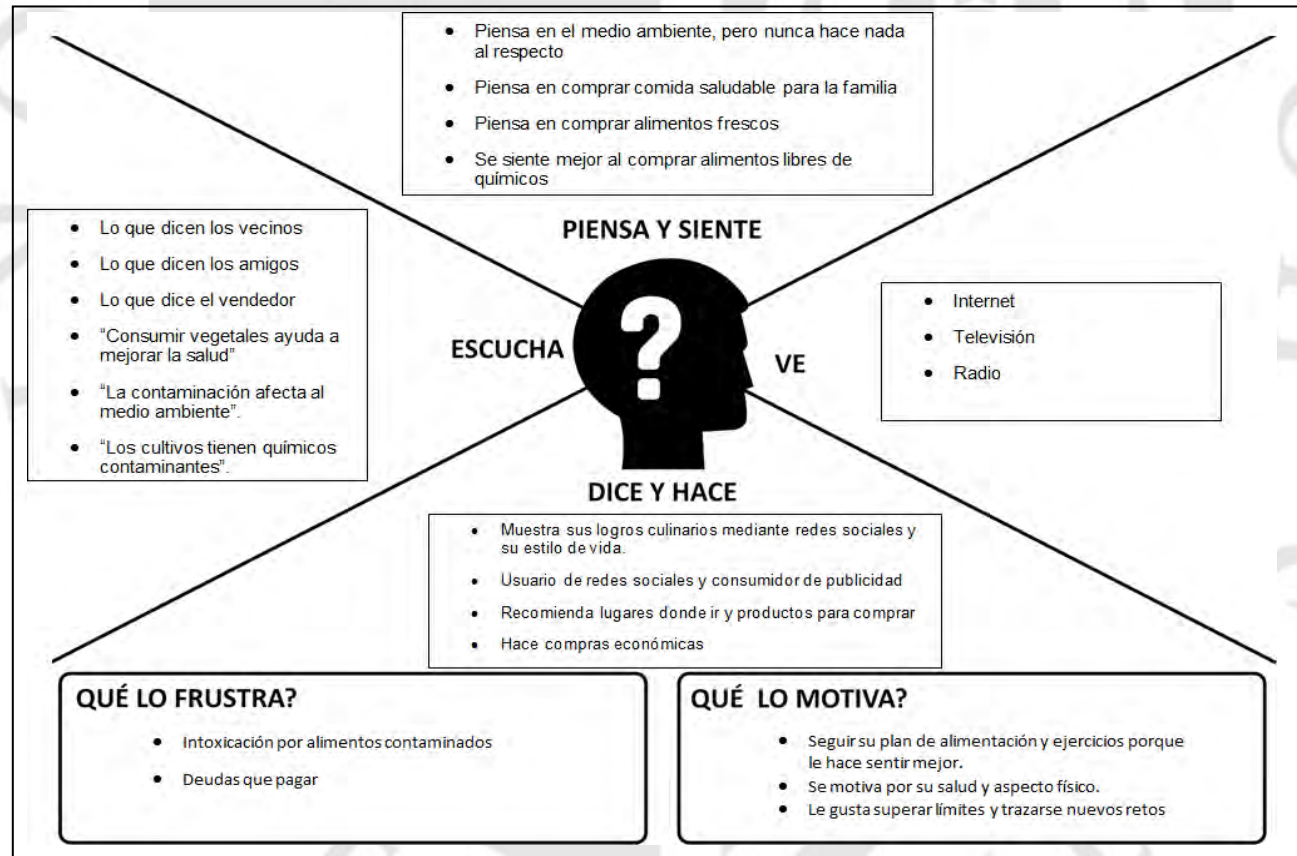 • Piensa en el medio ambiente, pero nunca hace nada
al respecto
• Piensa en comprar comida saludable para la familia
• Piensa en comprar alimentos frescos
• Se siente mejor al comprar alimentos libres de
químicos
PIENSA Y SIENTE
• Lo que dicen los vecinos
• Lo que dicen los amigos
• Lo que dice el vendedor
• “Consumir vegetales ayuda a
mejorar la salud”
• “La contaminación afecta al
medio ambiente”.
• “Los cultivos tienen químicos
contaminantes”.
ESCUCHA
?
VE
• Internet
• Televisión
• Radio
DICE Y HACE
• Muestra sus logros culinarios mediante redes sociales y
su estilo de vida.
• Usuario de redes sociales y consumidor de publicidad
• Recomienda lugares donde ir y productos para comprar
• Hace compras económicas
QUÉ LO FRUSTRA?
• Intoxicación por alimentos contaminados
• Deudas que pagar
QUÉ LO MOTIVA?
• Seguir su plan de alimentación y ejercicios porque
le hace sentir mejor.
• Se motiva por su salud y aspecto físico.
• Le gusta superar límites y trazarse nuevos retos